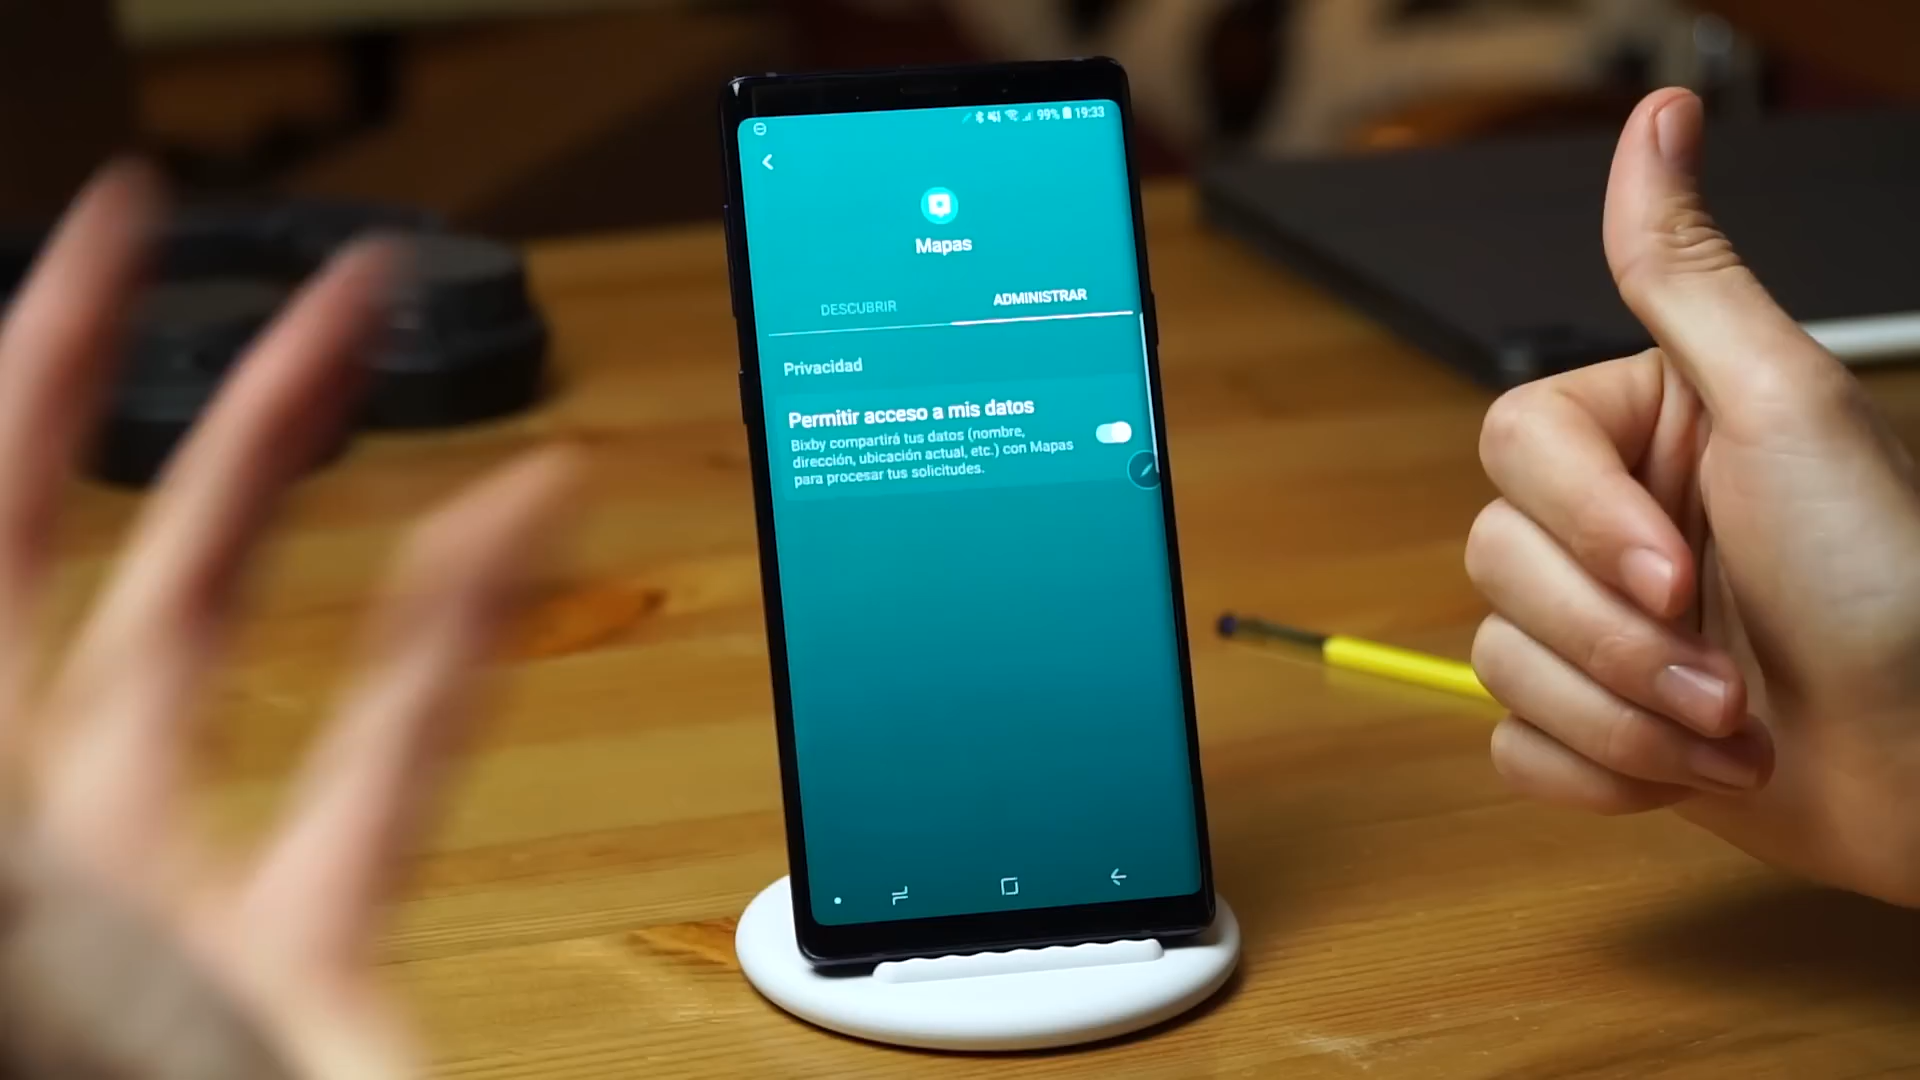 99% 19:33
Mapas
DESCUBRIR ADMINISTRAR
Privacidad
Permitir acceso a mis datos
Bixby compartirá tus datos (nombre,
dirección, ubicación actual, etc.) con Mapas
para procesar tus solicitudes.